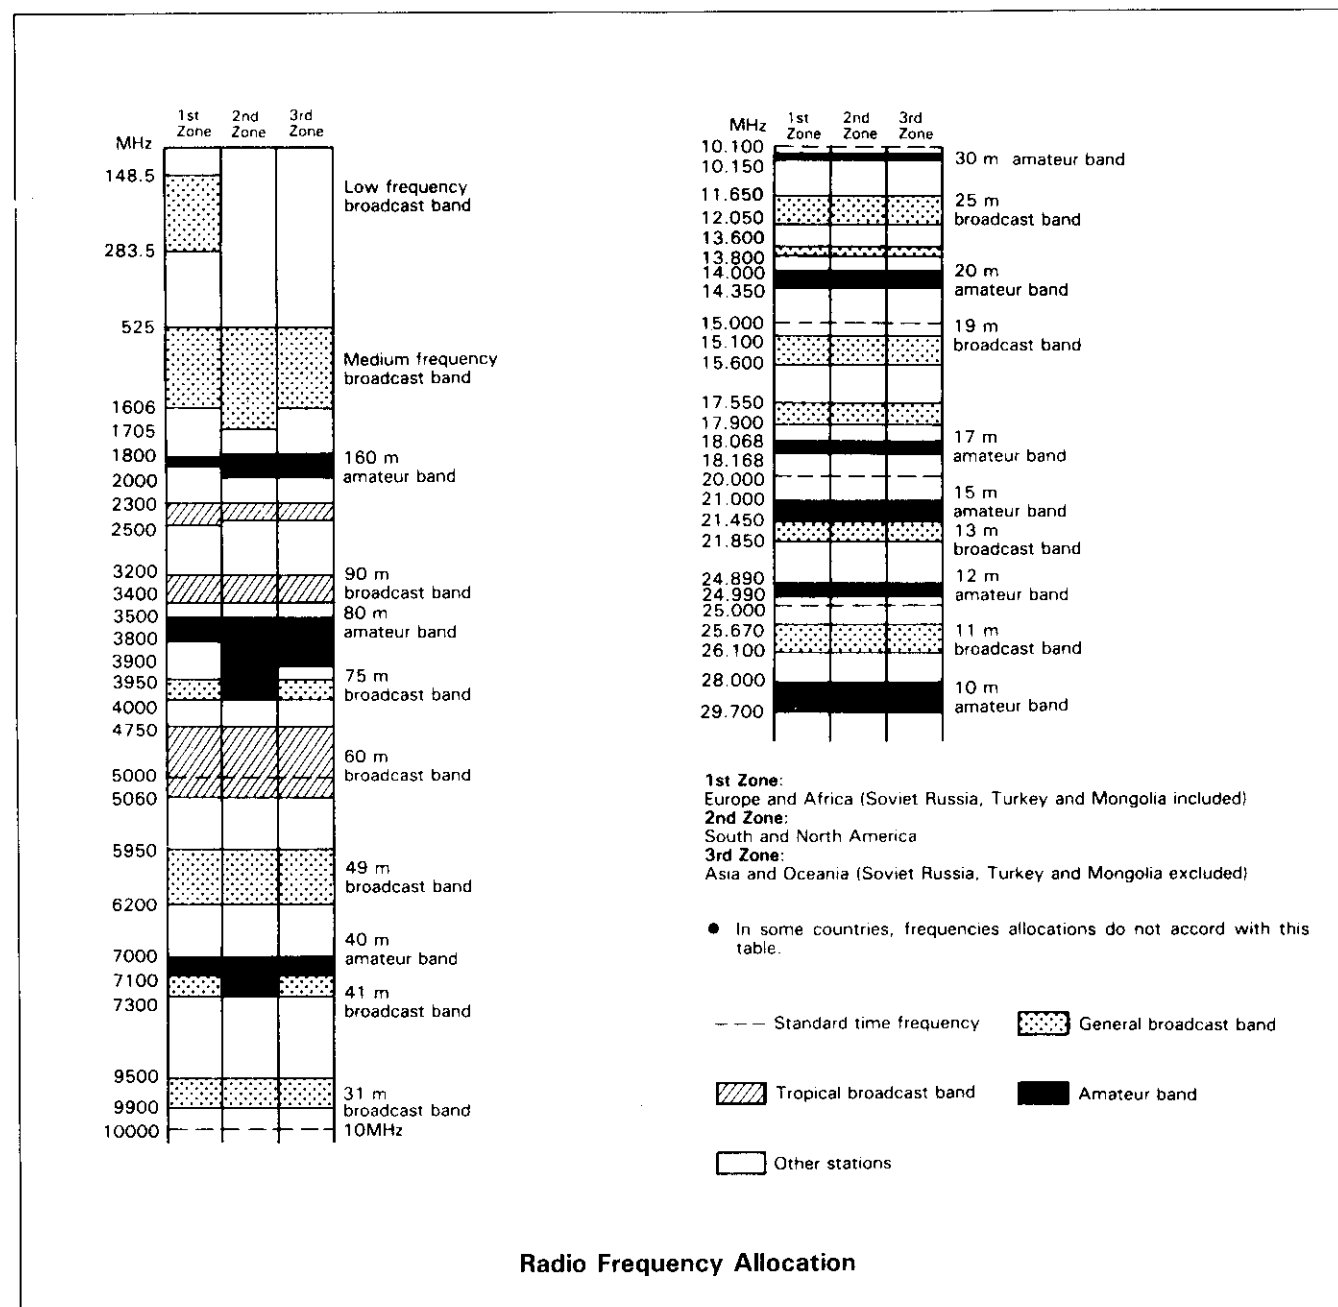 1st 2nd 3rd
Zone Zone Zone
MHz
148.5
Low frequency
broadcast band
283.5
525
Medium frequency
broadcast band
1606
1705
1800
160 m
amateur band
2000
2300
2500
3200
90 m
broadcast band
3400
3500
80 m
amateur band
3800
3900
3950
75 m
broadcast band
4000
4750
60 m
broadcast band
5000
5060
5950
49 m
broadcast band
6200
40 m
amateur band
7000
7100
41 m
broadcast band
7300
9500
31 m
broadcast band
9900
10000
10MHz
1st 2nd 3rd
MHz Zone Zone Zone
10.100
10.150
30 m amateur band
11.650
25 m
broadcast band
12.050
13.600
13.800
14.000
20 m
amateur band
14.350
15.000
19 m
broadcast band
15.100
15.600
17.550
17.900
18.068
17 m
amateur band
18.168
20.000
21.000
15 m
amateur band
21.450
13 m
broadcast band
21.850
24.890
12 m
amateur band
24.990
25.000
25.670
11 m
broadcast band
26.100
28.000
10 m
amateur band
29.700
1st Zone:
Europe and Africa (Soviet Russia, Turkey and Mongolia included)
2nd Zone:
South and North America
3rd Zone:
Asia and Oceania (Soviet Russia, Turkey and Mongolia excluded)
● In some countries, frequencies allocations do not accord with this
table.
Standard time frequency
General broadcast band
Tropical broadcast band
Amateur band
Other stations
Radio Frequency Allocation